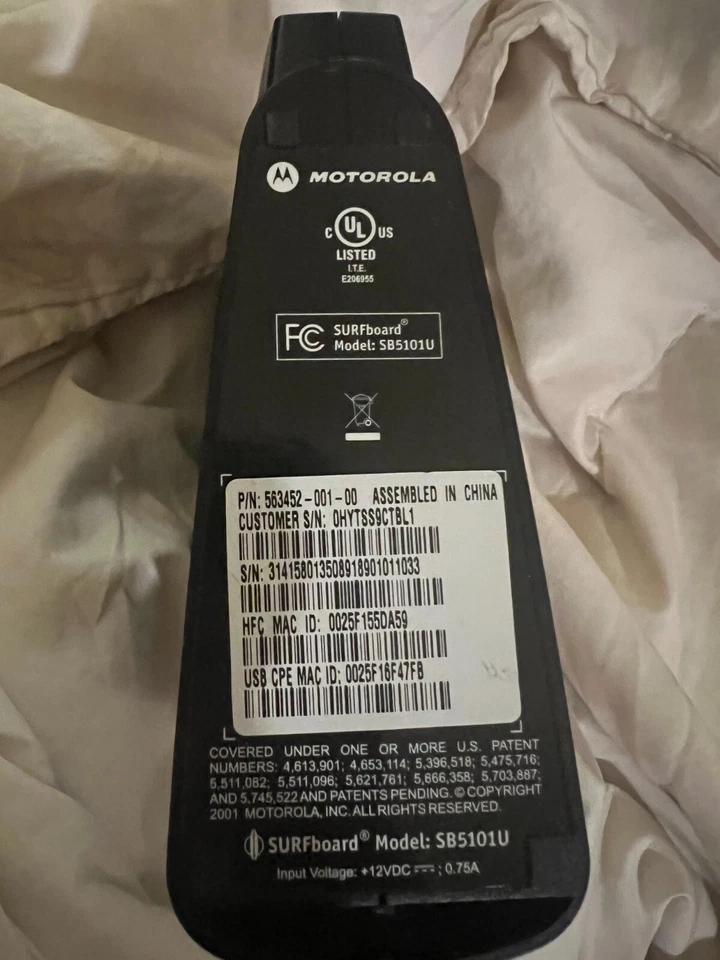 MOTOROLA
C UL US
LISTED
I.T.E.
E206955
FC SURFboard®
Model: SB5101U
P/N: 563452-001-00 ASSEMBLED IN CHINA
CUSTOMER S/N: 0HYTSS9CTBL1
S/N: 314158013508918901011033
HFC MAC ID: 0025F155DA59
USB CPE MAC ID: 0025F16F47FB
COVERED UNDER ONE OR MORE U.S. PATENT
NUMBERS: 4,613,901; 4,653,114; 5,396,518; 5,475,716;
5,511,082; 5,511,096; 5,621,761; 5,666,358; 5,703,887;
AND 5,745,522 AND PATENTS PENDING. © COPYRIGHT
2001 MOTOROLA, INC. ALL RIGHTS RESERVED.
SURFboard® Model: SB5101U
Input Voltage: +12VDC ⎓; 0.75A